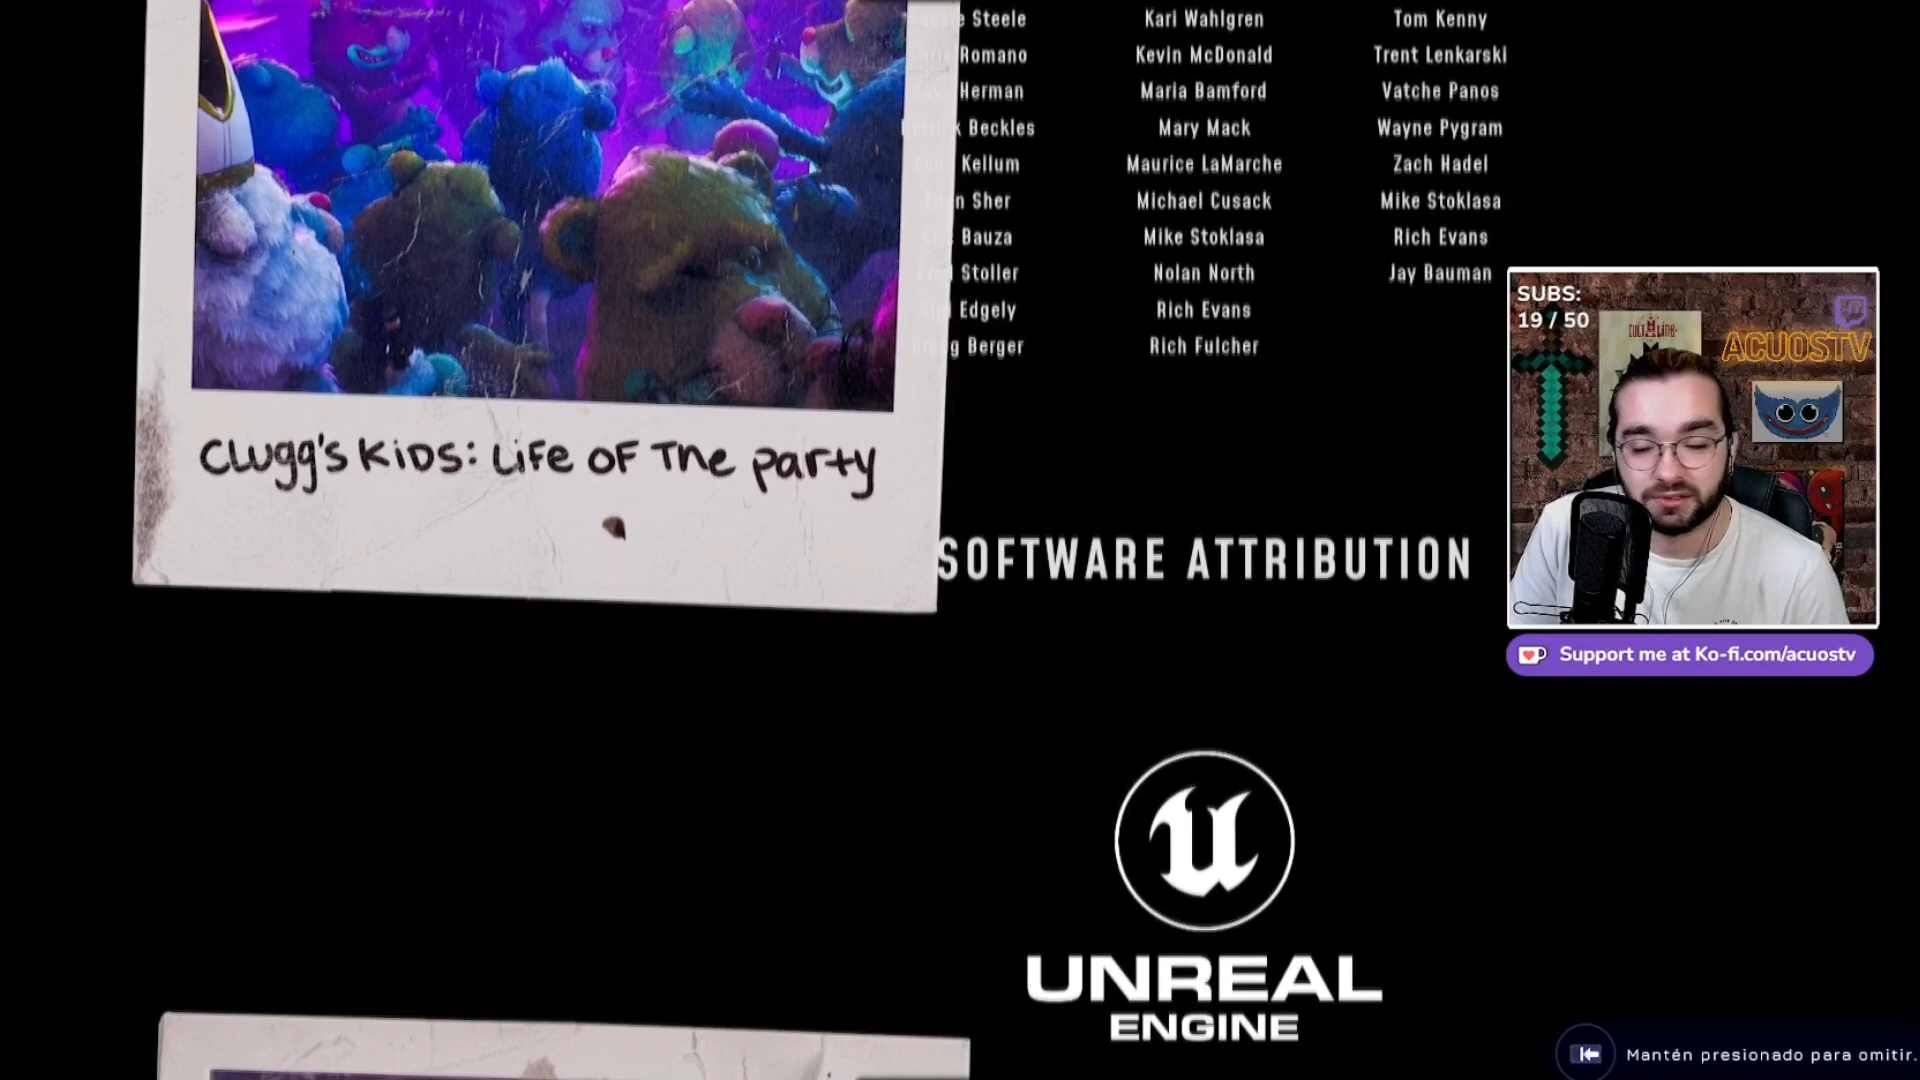 Steele
Romano
Herman
Beckles
Kellum
Sher
Bauza
Stoller
Edgely
Berger
Kari Wahlgren
Kevin McDonald
Maria Bamford
Mary Mack
Maurice LaMarche
Michael Cusack
Mike Stoklasa
Nolan North
Rich Evans
Rich Fulcher
Tom Kenny
Trent Lenkarski
Vatche Panos
Wayne Pygram
Zach Hadel
Mike Stoklasa
Rich Evans
Jay Bauman
Clugg's Kids: Life of The party
SOFTWARE ATTRIBUTION
UNREAL
ENGINE
SUBS:
19 / 50
ACUOSTV
Support me at Ko-fi.com/acuostv
Mantén presionado para omitir.